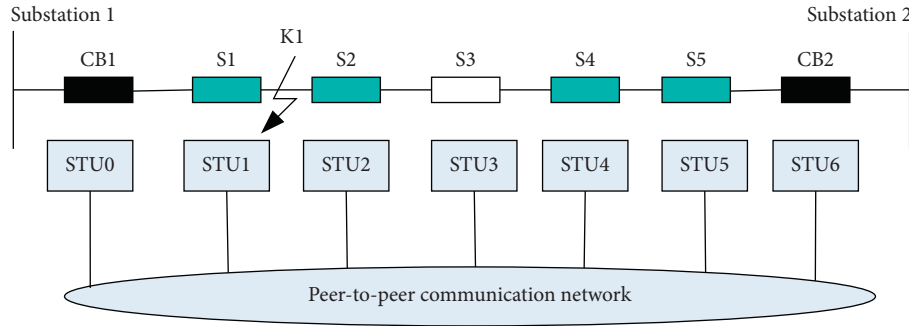 Substation 1
Substation 2
K1
CB1
S1
S2
S3
S4
S5
CB2
STU0
STU1
STU2
STU3
STU4
STU5
STU6
Peer-to-peer communication network